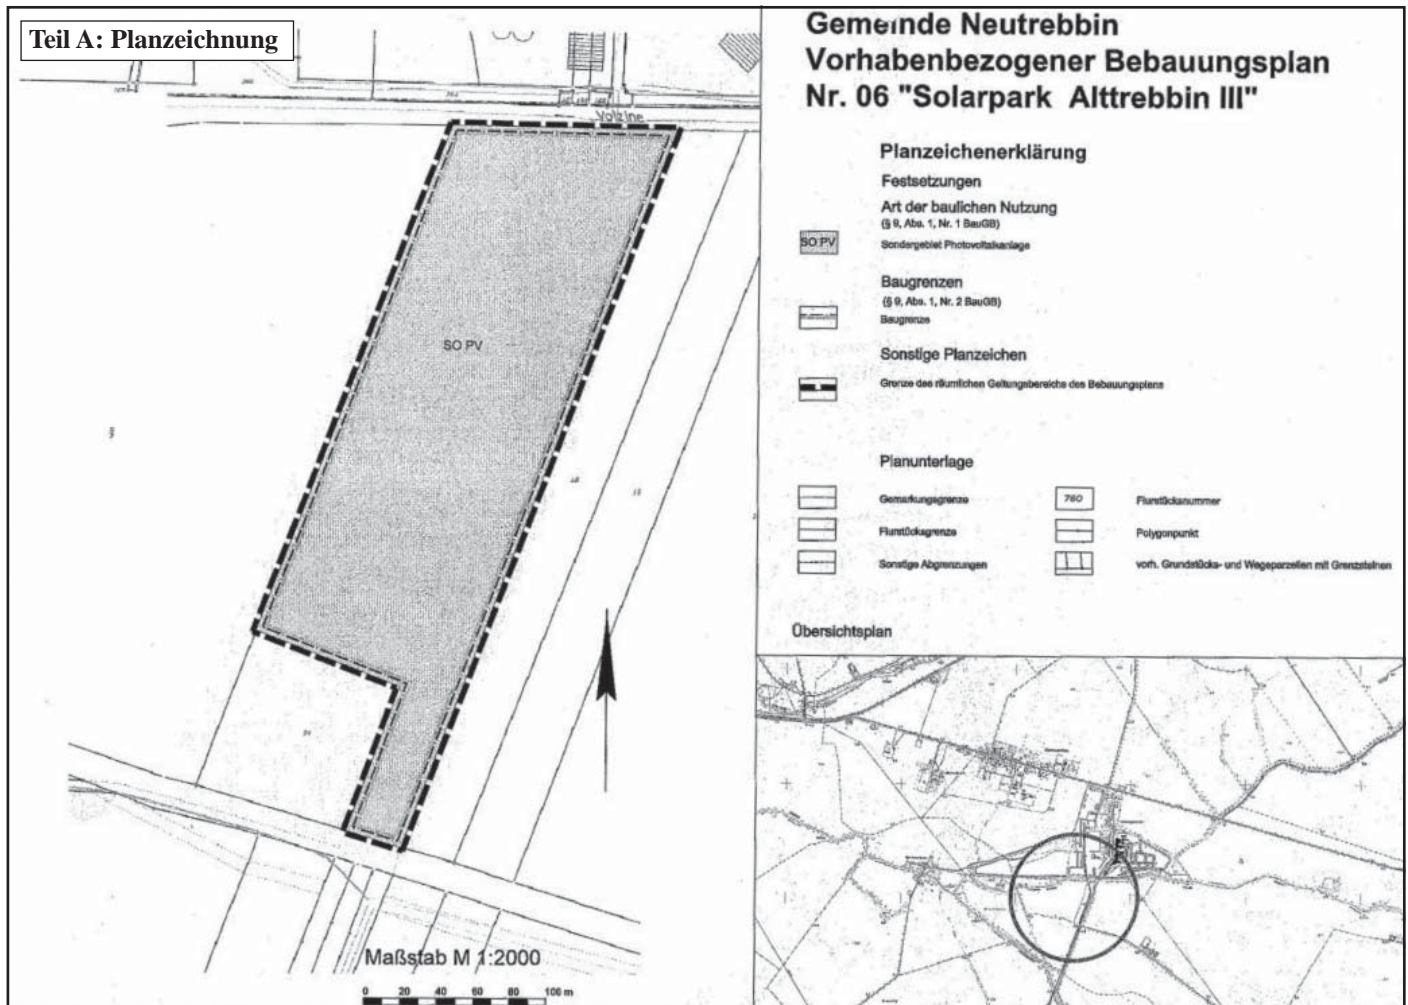 Teil A: Planzeichnung
Volzine
SO PV
Maßstab M 1:2000
0 20 40 60 80 100 m
Gemeinde Neutrebbin
Vorhabenbezogener Bebauungsplan
Nr. 06 "Solarpark Alttrebbin III"
Planzeichenerklärung
Festsetzungen
Art der baulichen Nutzung
(§ 9, Abs. 1, Nr. 1 BauGB)
SO PV
Sondergebiet Photovoltaikanlage
Baugrenzen
(§ 9, Abs. 1, Nr. 2 BauGB)
Baugrenze
Sonstige Planzeichen
Grenze des räumlichen Geltungsbereichs des Bebauungsplans
Planunterlage
Gemarkungsgrenze
760 Flurstücksnummer
Flurstücksgrenze
Polygonpunkt
Sonstige Abgrenzungen
vorh. Grundstücks- und Wegeparzellen mit Grenzsteinen
Übersichtsplan